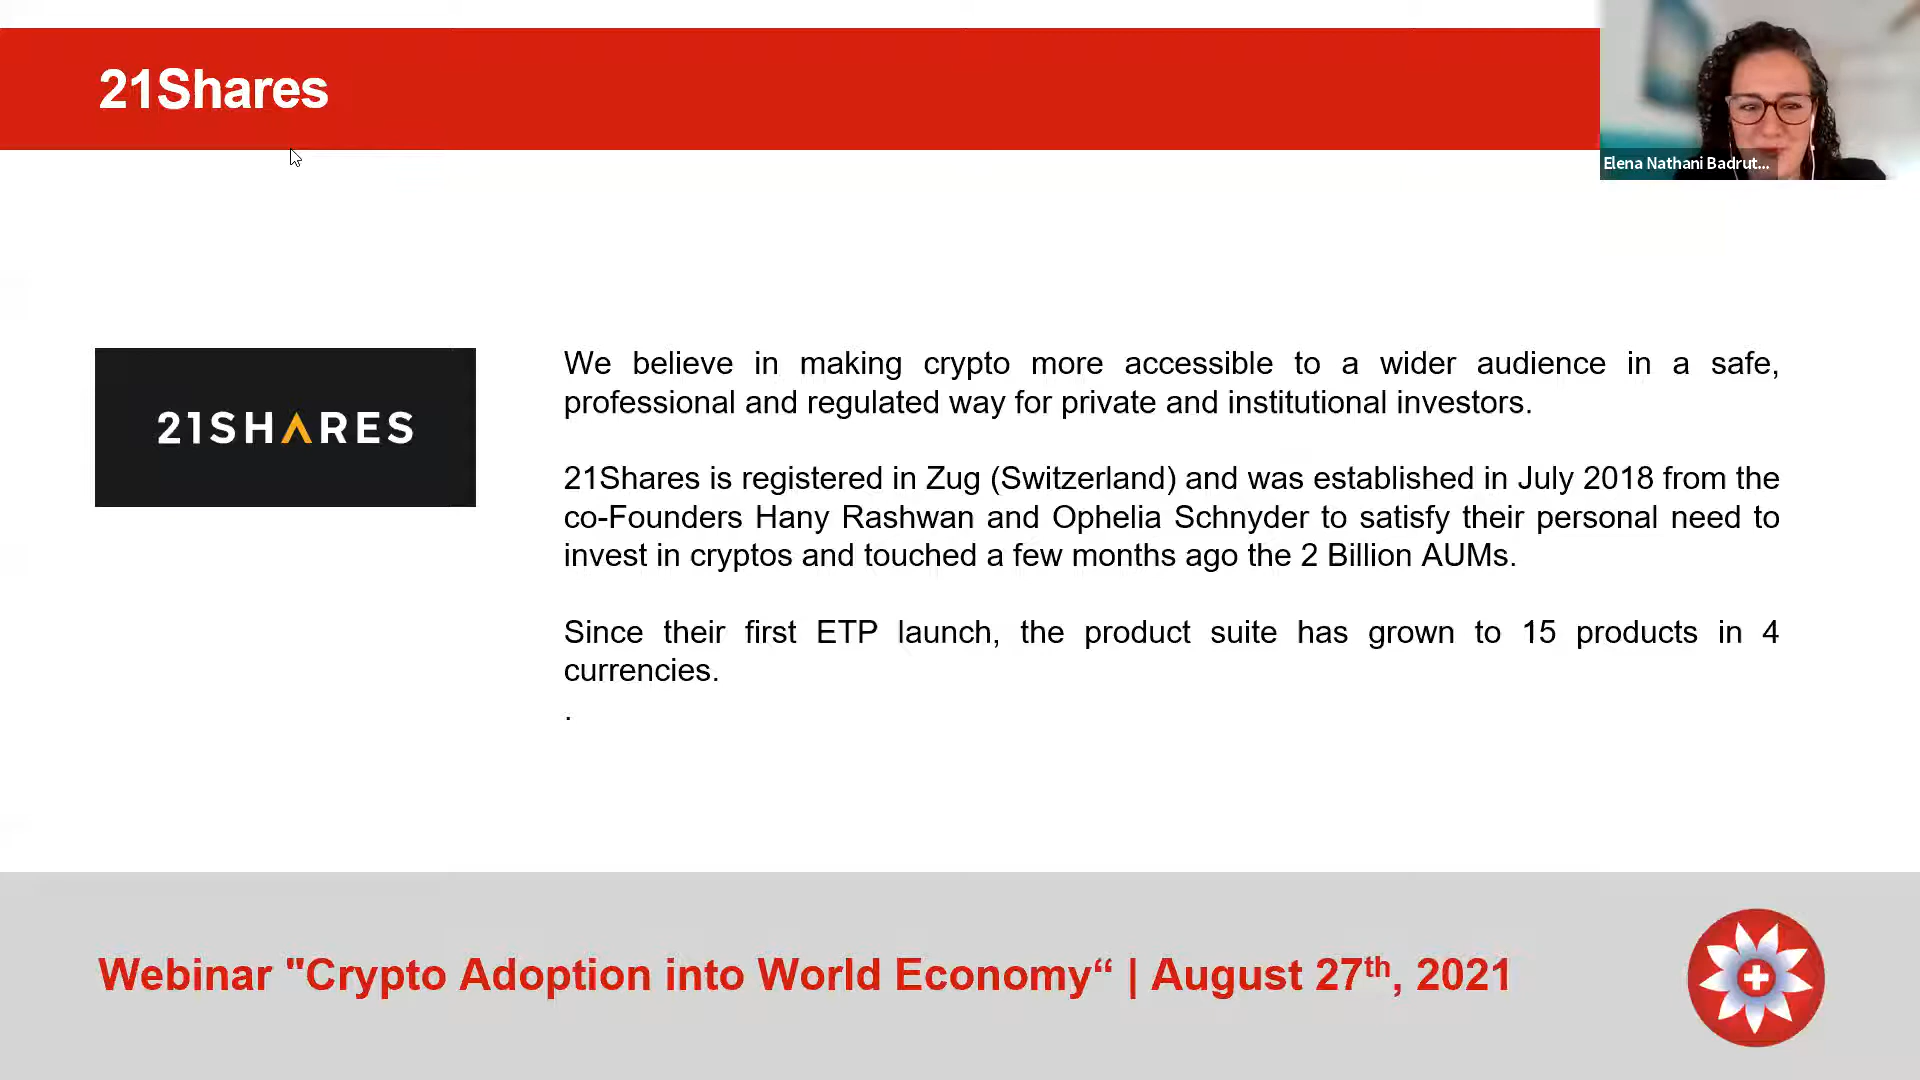 21Shares
Elena Nathani Badrut...
21SHARES
We believe in making crypto more accessible to a wider audience in a safe,
professional and regulated way for private and institutional investors.
21Shares is registered in Zug (Switzerland) and was established in July 2018 from the
co-Founders Hany Rashwan and Ophelia Schnyder to satisfy their personal need to
invest in cryptos and touched a few months ago the 2 Billion AUMs.
Since their first ETP launch, the product suite has grown to 15 products in 4
currencies.
.
Webinar "Crypto Adoption into World Economy“ | August 27th, 2021